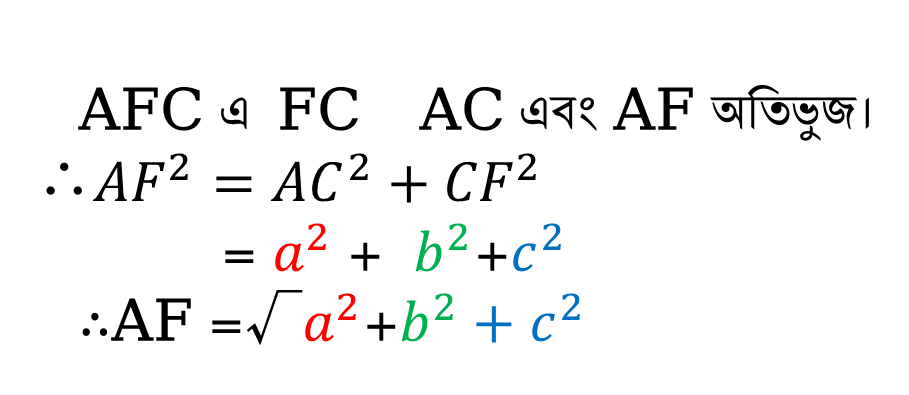 AFC এ FC AC এবং AF অতিভুজ।
∴AF² = AC² + CF²
= a² + b²+c²
∴AF =√a²+b² + c²